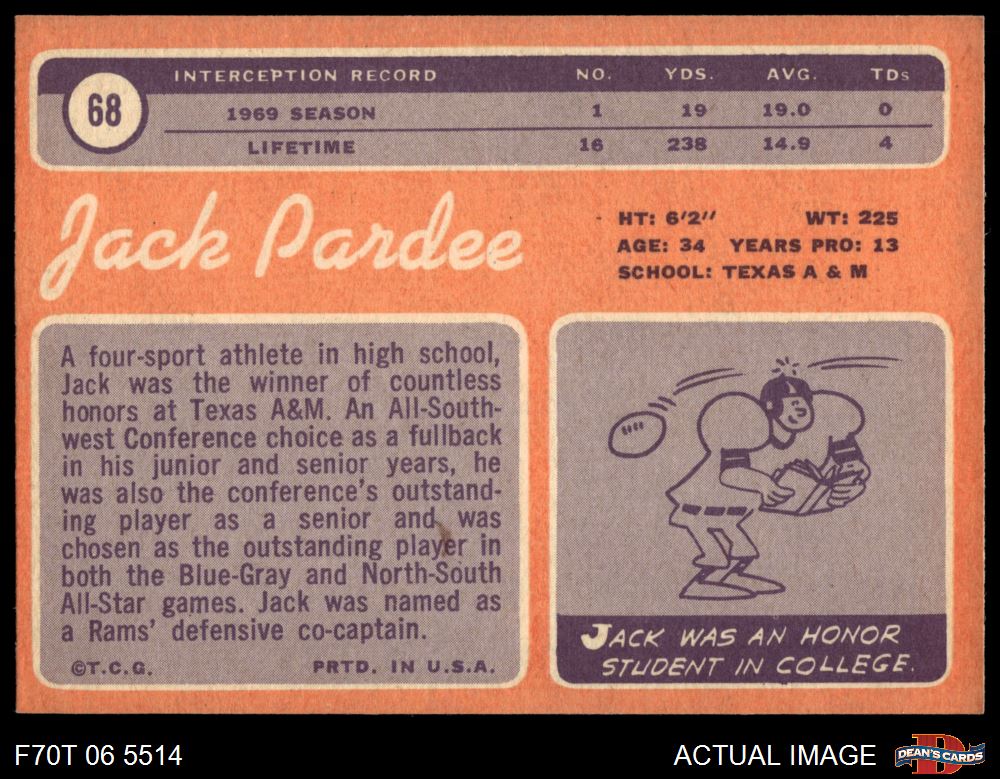 68
INTERCEPTION RECORD NO. YDS. AVG. TDs
1969 SEASON 1 19 19.0 0
LIFETIME 16 238 14.9 4
Jack Pardee
HT: 6'2" WT: 225
AGE: 34 YEARS PRO: 13
SCHOOL: TEXAS A & M
A four-sport athlete in high school,
Jack was the winner of countless
honors at Texas A&M. An All-South-
west Conference choice as a fullback
in his junior and senior years, he
was also the conference's outstand-
ing player as a senior and was
chosen as the outstanding player in
both the Blue-Gray and North-South
All-Star games. Jack was named as
a Rams' defensive co-captain.
©T.C.G. PRTD. IN U.S.A.
JACK WAS AN HONOR
STUDENT IN COLLEGE.
F70T 06 5514
ACTUAL IMAGE
D
DEAN'S CARDS